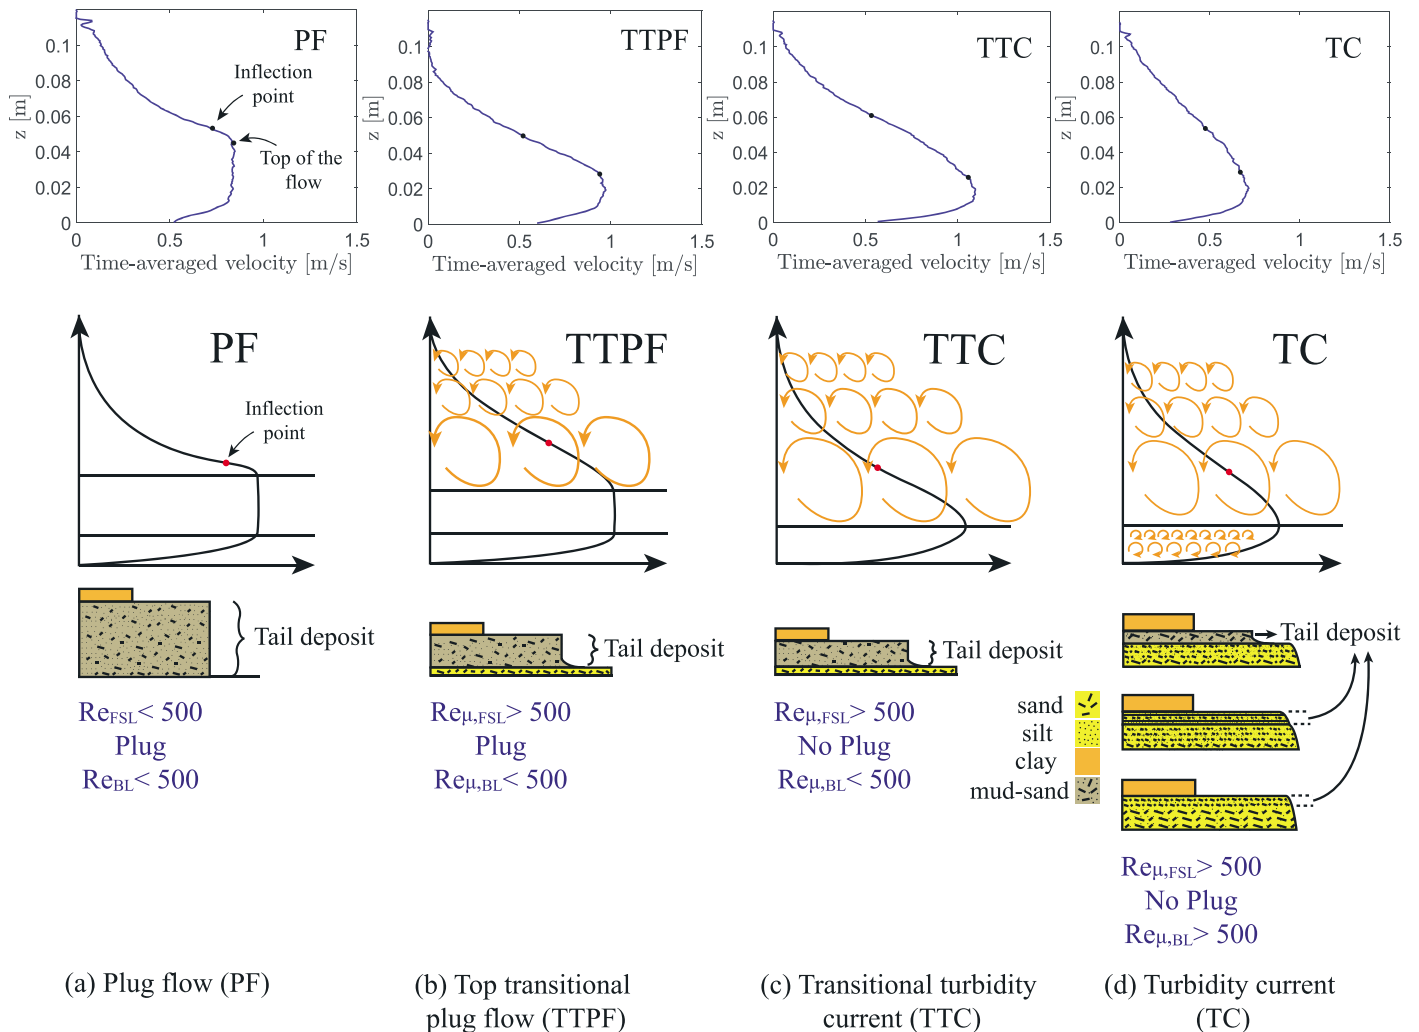 PF
Inflection
point
Top of the
flow
z [m]
0.1
0.08
0.06
0.04
0.02
0
0
0.5
1
1.5
Time-averaged velocity [m/s]
TTPF
z [m]
0.1
0.08
0.06
0.04
0.02
0
0
0.5
1
1.5
Time-averaged velocity [m/s]
TTC
z [m]
0.1
0.08
0.06
0.04
0.02
0
0
0.5
1
1.5
Time-averaged velocity [m/s]
TC
z [m]
0.1
0.08
0.06
0.04
0.02
0
0
0.5
1
1.5
Time-averaged velocity [m/s]
PF
Inflection
point
TTPF
TTC
TC
Tail deposit
Tail deposit
Tail deposit
Tail deposit
ReFSL< 500
Plug
ReBL< 500
Reμ,FSL> 500
Plug
Reμ,BL< 500
Reμ,FSL> 500
No Plug
Reμ,BL< 500
sand
silt
clay
mud-sand
Reμ,FSL> 500
No Plug
Reμ,BL> 500
(a) Plug flow (PF)
(b) Top transitional
plug flow (TTPF)
(c) Transitional turbidity
current (TTC)
(d) Turbidity current
(TC)